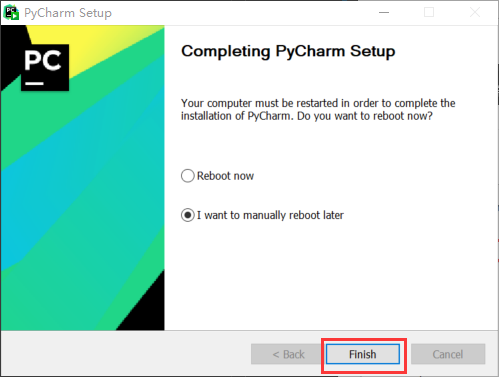 PyCharm Setup
PC
Completing PyCharm Setup
Your computer must be restarted in order to complete the
installation of PyCharm. Do you want to reboot now?
Reboot now
I want to manually reboot later
< Back
Finish
Cancel